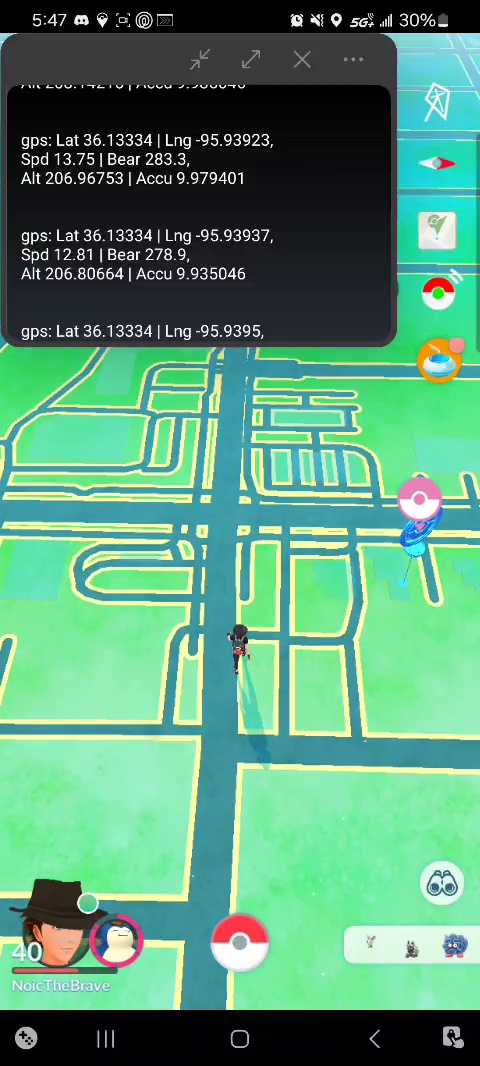 5:47
5G 30%
gps: Lat 36.13334 | Lng -95.93923,
Spd 13.75 | Bear 283.3,
Alt 206.96753 | Accu 9.979401
gps: Lat 36.13334 | Lng -95.93937,
Spd 12.81 | Bear 278.9,
Alt 206.80664 | Accu 9.935046
gps: Lat 36.13334 | Lng -95.9395,
40
NoicTheBrave